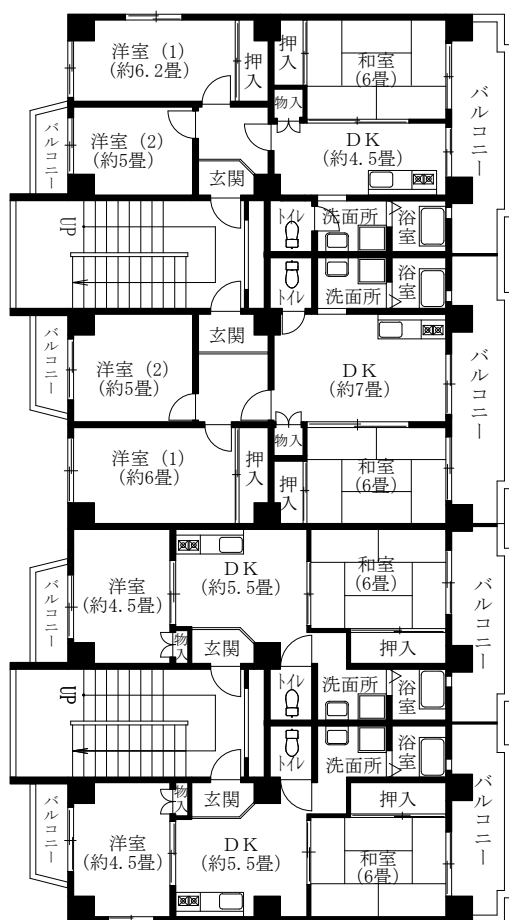 洋室 (1)
(約6.2畳)
押入
押入
和室
(6畳)
バルコニー
バルコニー
洋室 (2)
(約5畳)
物入
DK
(約4.5畳)
玄関
UP
トイレ
洗面所
浴室
トイレ
洗面所
浴室
バルコニー
洋室 (2)
(約5畳)
玄関
DK
(約7畳)
バルコニー
洋室 (1)
(約6畳)
押入
物入
押入
和室
(6畳)
バルコニー
洋室
(約4.5畳)
DK
(約5.5畳)
和室
(6畳)
バルコニー
物入
玄関
押入
UP
トイレ
洗面所
浴室
トイレ
洗面所
浴室
バルコニー
物入
玄関
押入
バルコニー
洋室
(約4.5畳)
DK
(約5.5畳)
和室
(6畳)